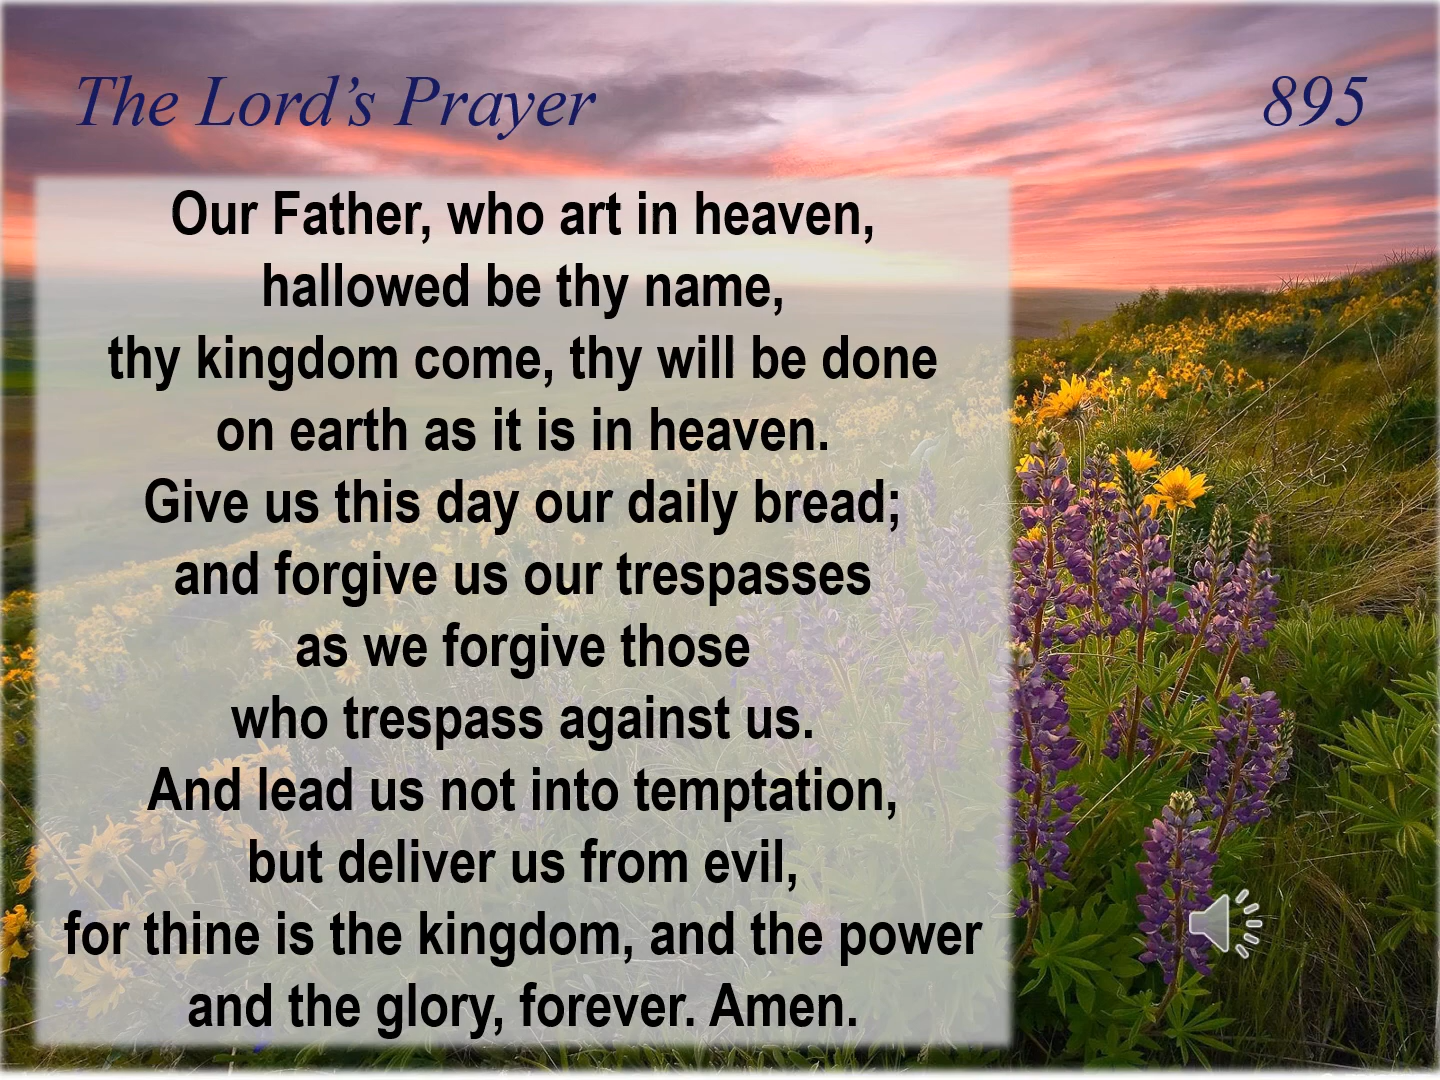 The Lord’s Prayer 895
Our Father, who art in heaven,
hallowed be thy name,
thy kingdom come, thy will be done
on earth as it is in heaven.
Give us this day our daily bread;
and forgive us our trespasses
as we forgive those
who trespass against us.
And lead us not into temptation,
but deliver us from evil,
for thine is the kingdom, and the power
and the glory, forever. Amen.